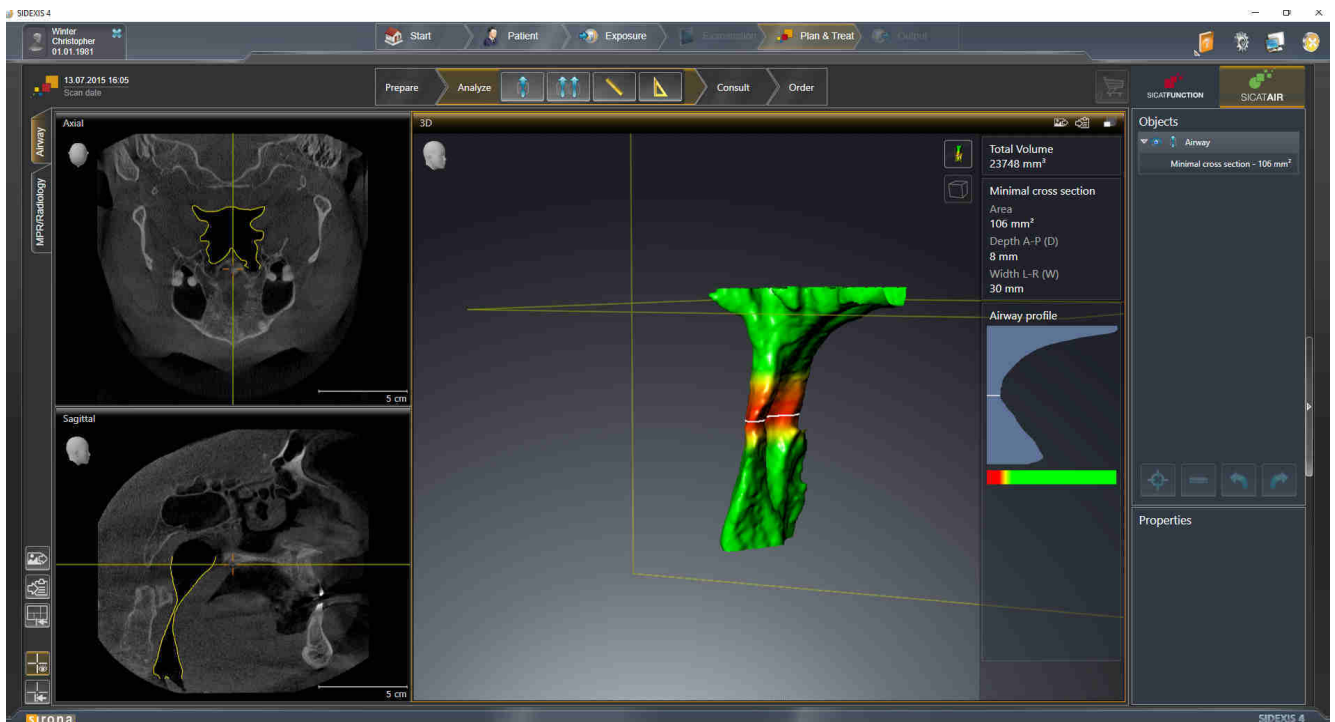 SIDEXIS 4
Winter
Christopher
01.01.1981
Start
Patient
Exposure
Examination
Plan & Treat
Output
13.07.2015 16:05
Scan date
Prepare
Analyze
Consult
Order
SICATFUNCTION
SICATAIR
Airway
MPR/Radiology
Axial
5 cm
Sagittal
5 cm
3D
Total Volume
23748 mm³
Minimal cross section
Area
106 mm²
Depth A-P (D)
8 mm
Width L-R (W)
30 mm
Airway profile
Objects
Airway
Minimal cross section - 106 mm²
Properties
sirona
SIDEXIS 4